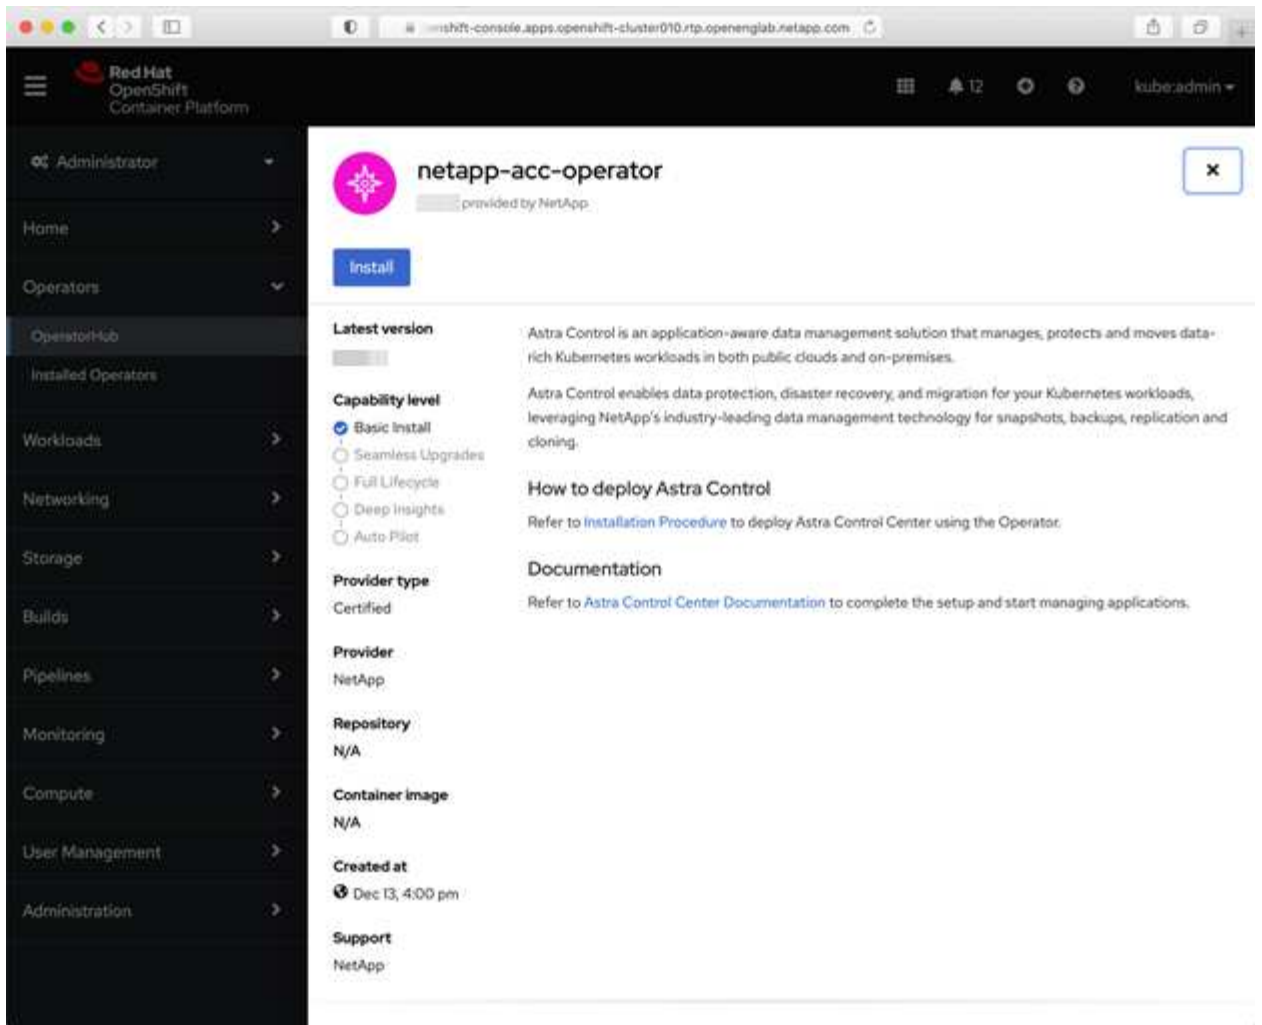 nshift-console.apps.openshift-cluster010.rtp.openenglab.netapp.com
Red Hat
OpenShift
Container Platform
12
kube:admin
Administrator
Home
Operators
OperatorHub
Installed Operators
Workloads
Networking
Storage
Builds
Pipelines
Monitoring
Compute
User Management
Administration
netapp-acc-operator
provided by NetApp
Install
Latest version
Capability level
Basic Install
Seamless Upgrades
Full Lifecycle
Deep Insights
Auto Pilot
Provider type
Certified
Provider
NetApp
Repository
N/A
Container image
N/A
Created at
Dec 13, 4:00 pm
Support
NetApp
Astra Control is an application-aware data management solution that manages, protects and moves data-
rich Kubernetes workloads in both public clouds and on-premises.
Astra Control enables data protection, disaster recovery, and migration for your Kubernetes workloads,
leveraging NetApp's industry-leading data management technology for snapshots, backups, replication and
cloning.
How to deploy Astra Control
Refer to Installation Procedure to deploy Astra Control Center using the Operator.
Documentation
Refer to Astra Control Center Documentation to complete the setup and start managing applications.